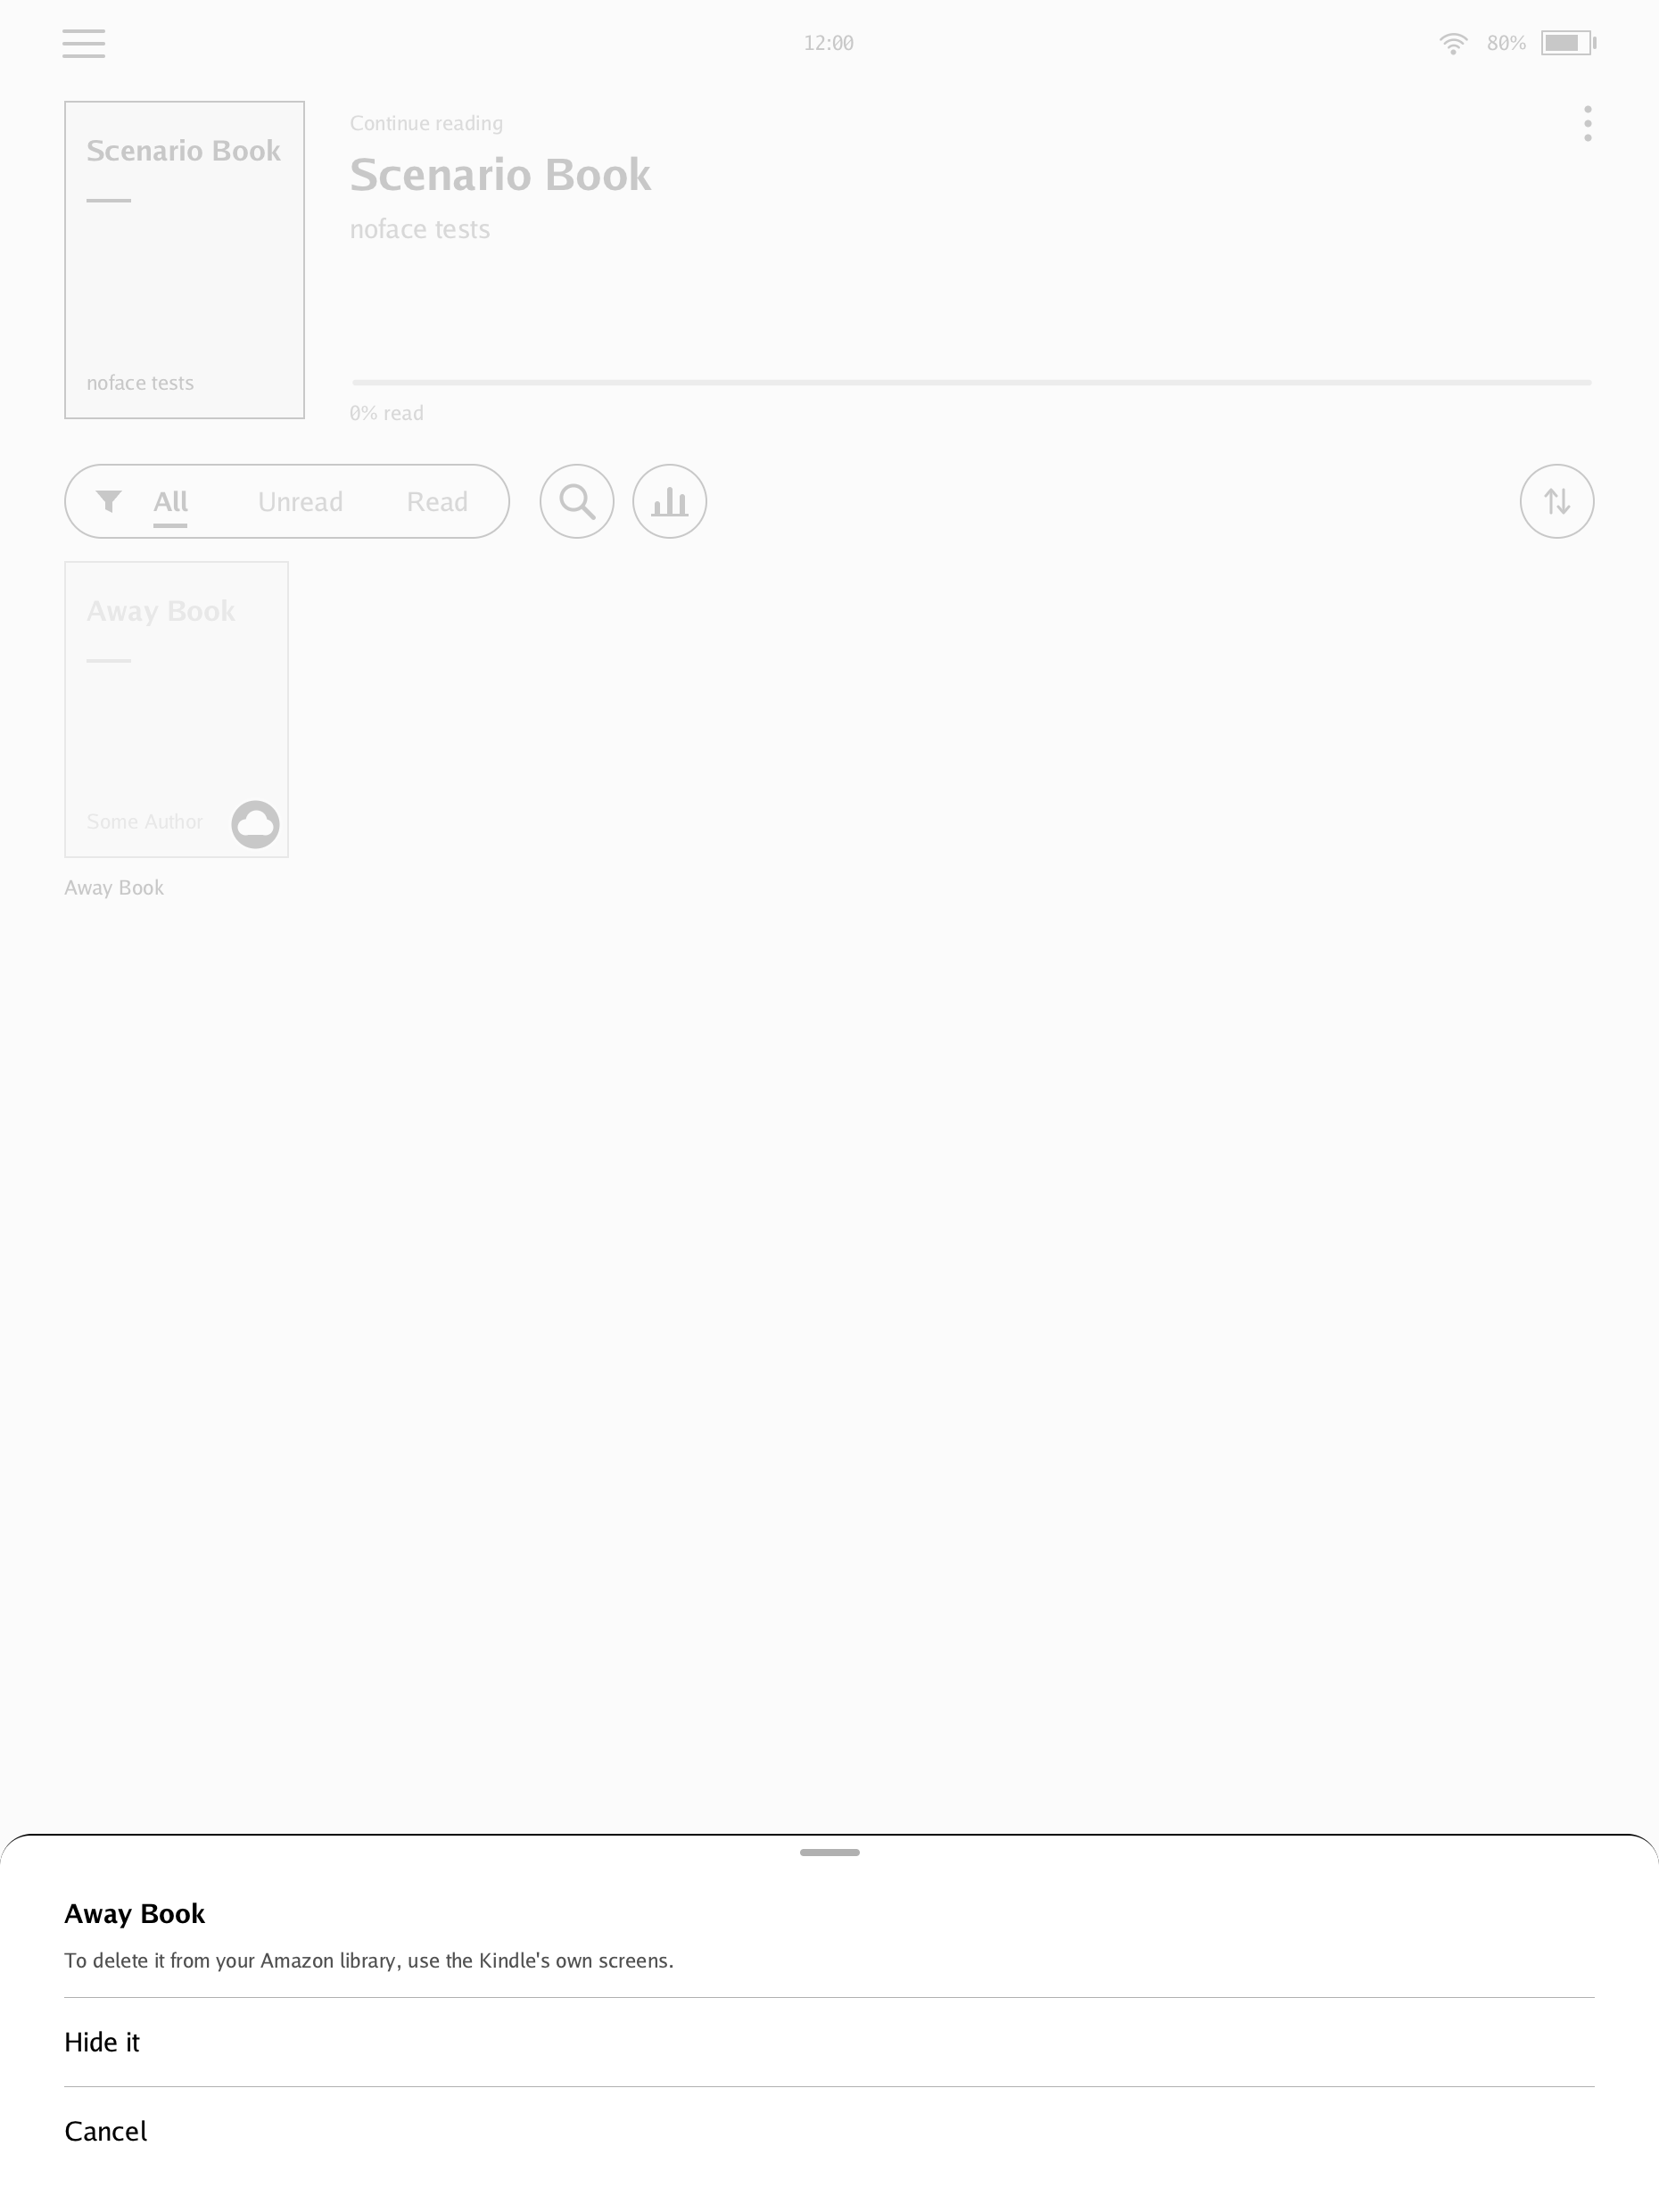 12:00
80%
Scenario Book
noface tests
Continue reading
Scenario Book
noface tests
0% read
All Unread Read
Away Book
Some Author
Away Book
Away Book
To delete it from your Amazon library, use the Kindle's own screens.
Hide it
Cancel